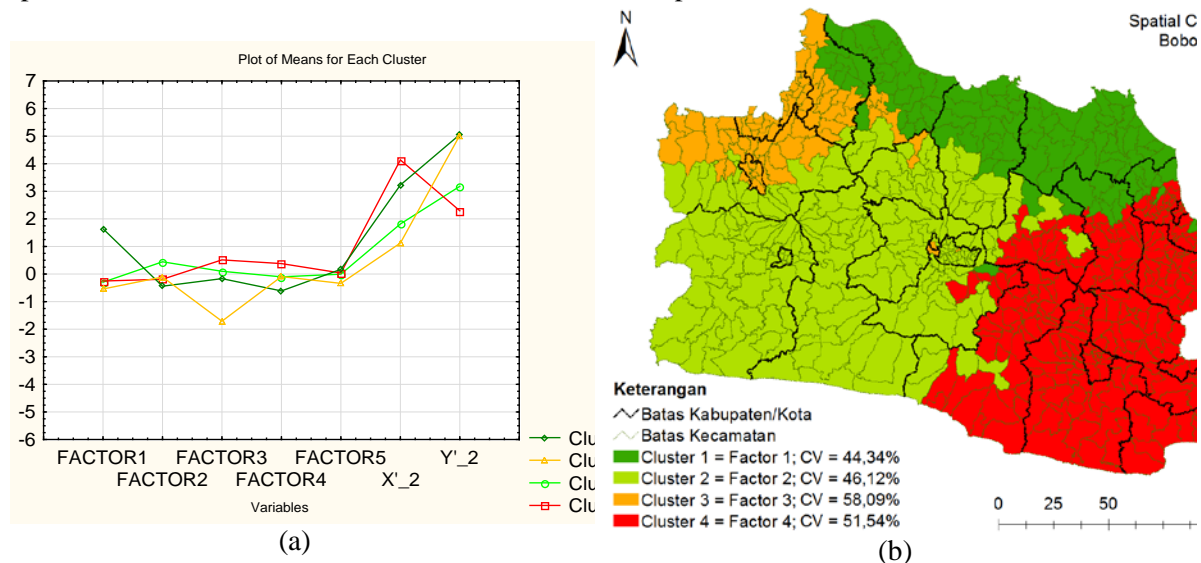 Plot of Means for Each Cluster
7
6
5
4
3
2
1
0
-1
-2
-3
-4
-5
-6
FACTOR1 FACTOR3 FACTOR5 Y'_2
FACTOR2 FACTOR4 X'_2
Variables
Clu
Cl
Cl
Clu
(a)
N
Spatial C
Bobo
Keterangan
Batas Kabupaten/Kota
Batas Kecamatan
Cluster 1 = Factor 1; CV = 44,34%
Cluster 2 = Factor 2; CV = 46,12%
Cluster 3 = Factor 3; CV = 58,09%
Cluster 4 = Factor 4; CV = 51,54%
0 25 50
(b)